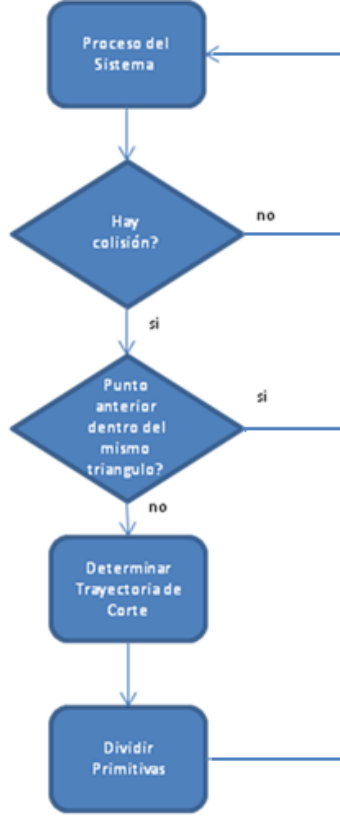 Proceso del
Sistema
Hay
colisión?
no
si
Punto
anterior
dentro del
mismo
triangulo?
si
no
Determinar
Trayectoria de
Corte
Dividir
Primitivas